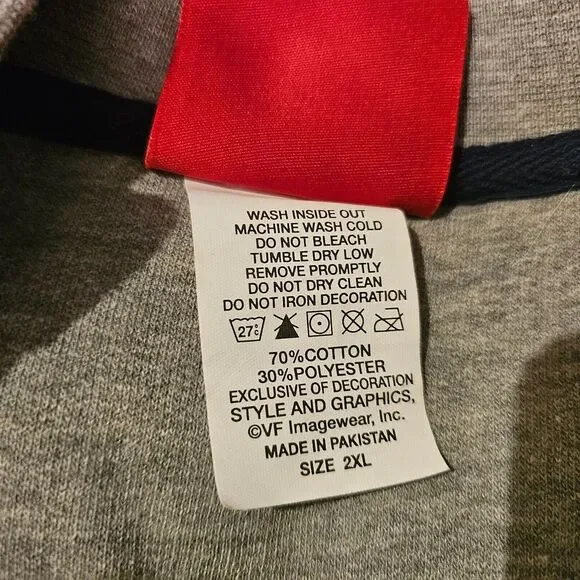 WASH INSIDE OUT
MACHINE WASH COLD
DO NOT BLEACH
TUMBLE DRY LOW
REMOVE PROMPTLY
DO NOT DRY CLEAN
DO NOT IRON DECORATION
27°C
70%COTTON
30%POLYESTER
EXCLUSIVE OF DECORATION
STYLE AND GRAPHICS,
©VF Imagewear, Inc.
MADE IN PAKISTAN
SIZE 2XL